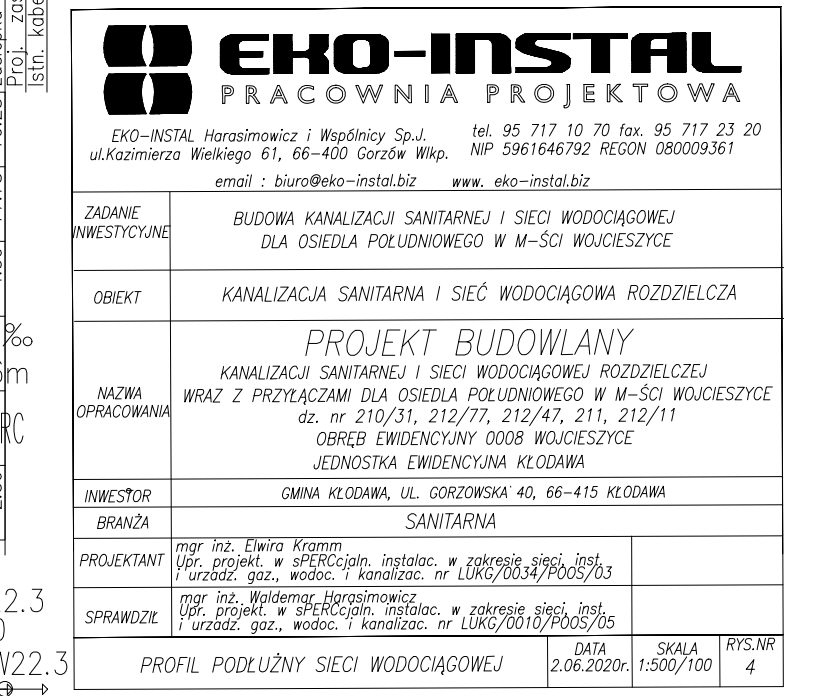 Proj. zas
Istn. kabe
EKO-INSTAL
PRACOWNIA PROJEKTOWA
EKO-INSTAL Harasimowicz i Wspólnicy Sp.J.
tel. 95 717 10 70 fax. 95 717 23 20
ul.Kazimierza Wielkiego 61, 66-400 Gorzów Wlkp.
NIP 5961646792 REGON 080009361
email : biuro@eko-instal.biz www. eko-instal.biz
ZADANIE
INWESTYCYJNE
BUDOWA KANALIZACJI SANITARNEJ I SIECI WODOCIĄGOWEJ
DLA OSIEDLA POŁUDNIOWEGO W M-ŚCI WOJCIESZYCE
OBIEKT
KANALIZACJA SANITARNA I SIEĆ WODOCIĄGOWA ROZDZIELCZA
NAZWA
OPRACOWANIA
PROJEKT BUDOWLANY
KANALIZACJI SANITARNEJ I SIECI WODOCIĄGOWEJ ROZDZIELCZEJ
WRAZ Z PRZYŁĄCZAMI DLA OSIEDLA POŁUDNIOWEGO W M-ŚCI WOJCIESZYCE
dz. nr 210/31, 212/77, 212/47, 211, 212/11
OBRĘB EWIDENCYJNY 0008 WOJCIESZYCE
JEDNOSTKA EWIDENCYJNA KŁODAWA
INWESTOR
GMINA KŁODAWA, UL. GORZOWSKA 40, 66-415 KŁODAWA
BRANŻA
SANITARNA
PROJEKTANT
mgr inż. Elwira Kramm
Upr. projekt. w sPERCcjaln. instalac. w zakresie sieci, inst.
i urządz. gaz., wodoc. i kanalizac. nr LUKG/0034/POOS/03
SPRAWDZIŁ
mgr inż. Waldemar Harasimowicz
Upr. projekt. w sPERCcjaln. instalac. w zakresie sieci, inst.
i urządz. gaz., wodoc. i kanalizac. nr LUKG/0010/POOS/05
PROFIL PODŁUŻNY SIECI WODOCIĄGOWEJ
DATA
2.06.2020r.
SKALA
1:500/100
RYS.NR
4
‰
m
RC
2.3
W22.3